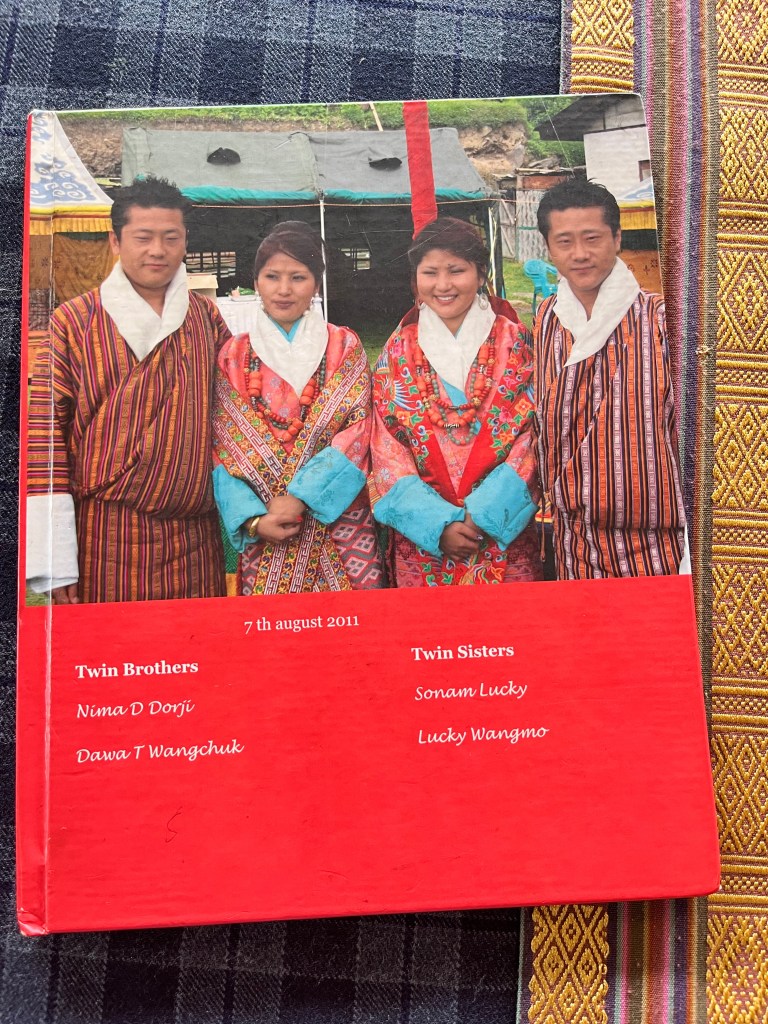 7 th august 2011
Twin Brothers
Nima D Dorji
Dawa T Wangchuk
Twin Sisters
Sonam Lucky
Lucky Wangmo